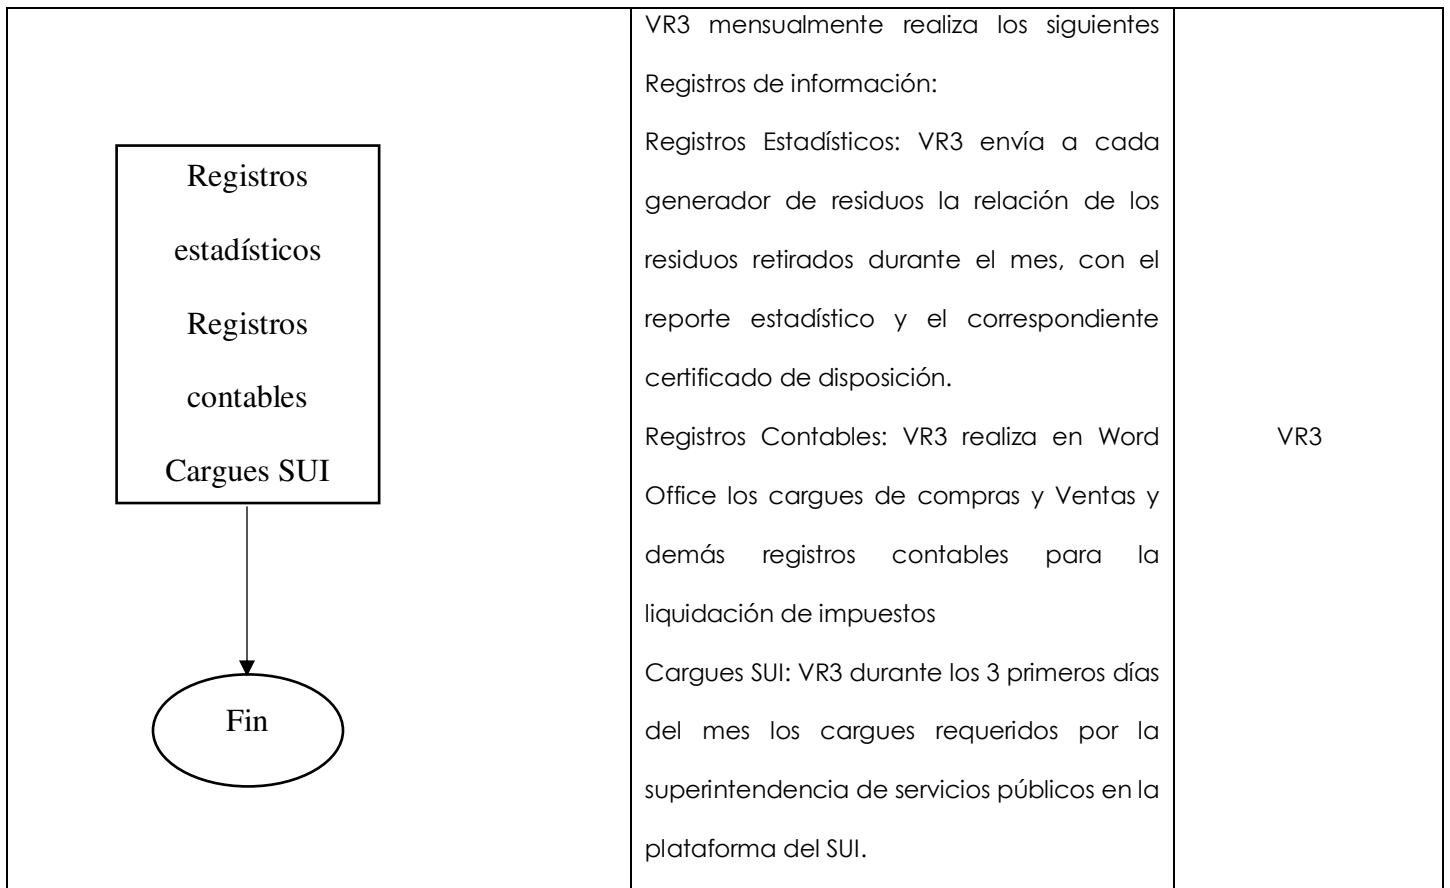 Registros
estadísticos
Registros
contables
Cargues SUI
Fin
VR3 mensualmente realiza los siguientes
Registros de información:
Registros Estadísticos: VR3 envía a cada
generador de residuos la relación de los
residuos retirados durante el mes, con el
reporte estadístico y el correspondiente
certificado de disposición.
Registros Contables: VR3 realiza en Word
Office los cargues de compras y Ventas y
demás registros contables para la
liquidación de impuestos
Cargues SUI: VR3 durante los 3 primeros días
del mes los cargues requeridos por la
superintendencia de servicios públicos en la
plataforma del SUI.
VR3